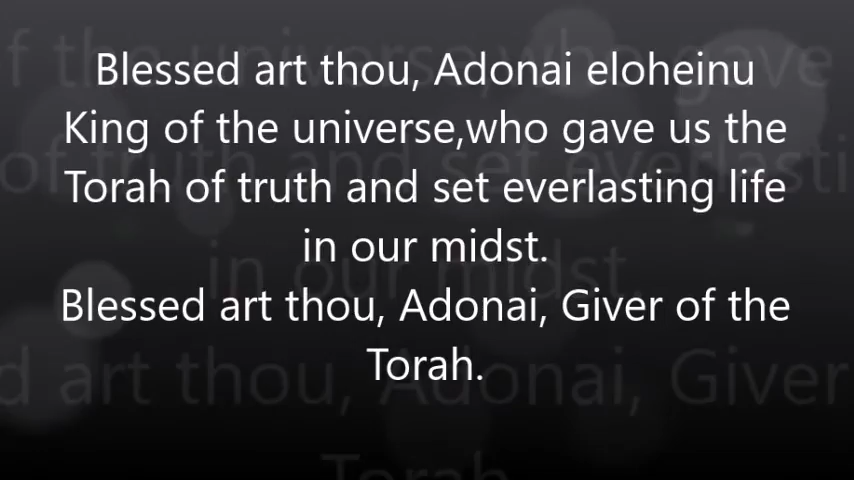 Blessed art thou, Adonai eloheinu
King of the universe,who gave us the
Torah of truth and set everlasting life
in our midst.
Blessed art thou, Adonai, Giver of the
Torah.